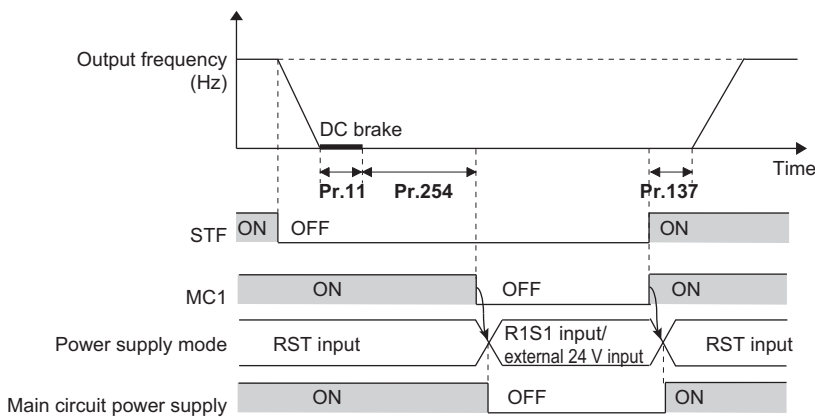 Output frequency
(Hz)
DC brake
Time
Pr.11
Pr.254
Pr.137
STF
ON
OFF
ON
MC1
ON
OFF
ON
Power supply mode
RST input
R1S1 input/
external 24 V input
RST input
Main circuit power supply
ON
OFF
ON